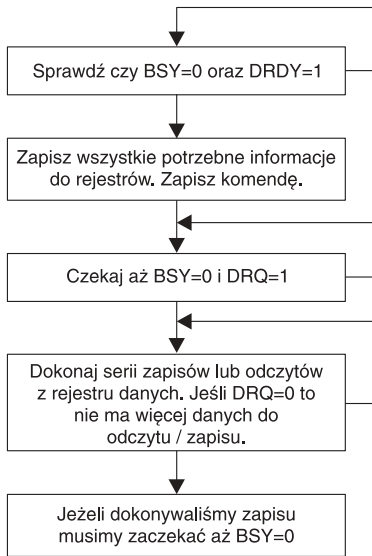 Sprawdź czy BSY=0 oraz DRDY=1
Zapisz wszystkie potrzebne informacje
do rejestrów. Zapisz komendę.
Czekaj aż BSY=0 i DRQ=1
Dokonaj serii zapisów lub odczytów
z rejestru danych. Jeśli DRQ=0 to
nie ma więcej danych do
odczytu / zapisu.
Jeżeli dokonywaliśmy zapisu
musimy zaczekać aż BSY=0